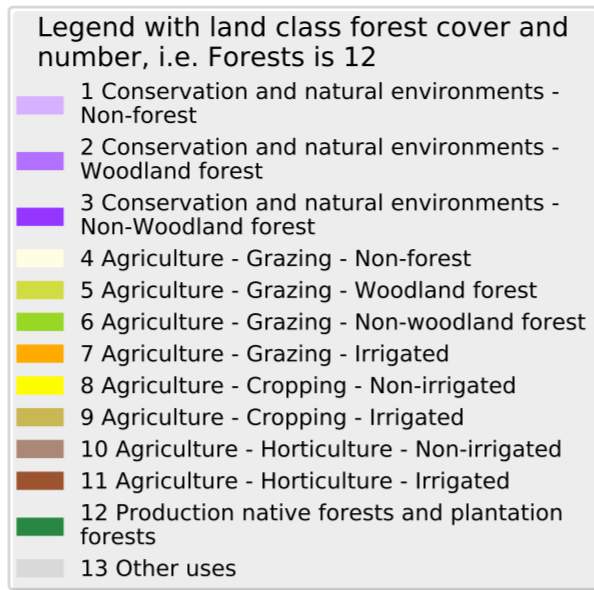 Legend with land class forest cover and
number, i.e. Forests is 12
1 Conservation and natural environments -
Non-forest
2 Conservation and natural environments -
Woodland forest
3 Conservation and natural environments -
Non-Woodland forest
4 Agriculture - Grazing - Non-forest
5 Agriculture - Grazing - Woodland forest
6 Agriculture - Grazing - Non-woodland forest
7 Agriculture - Grazing - Irrigated
8 Agriculture - Cropping - Non-irrigated
9 Agriculture - Cropping - Irrigated
10 Agriculture - Horticulture - Non-irrigated
11 Agriculture - Horticulture - Irrigated
12 Production native forests and plantation
forests
13 Other uses